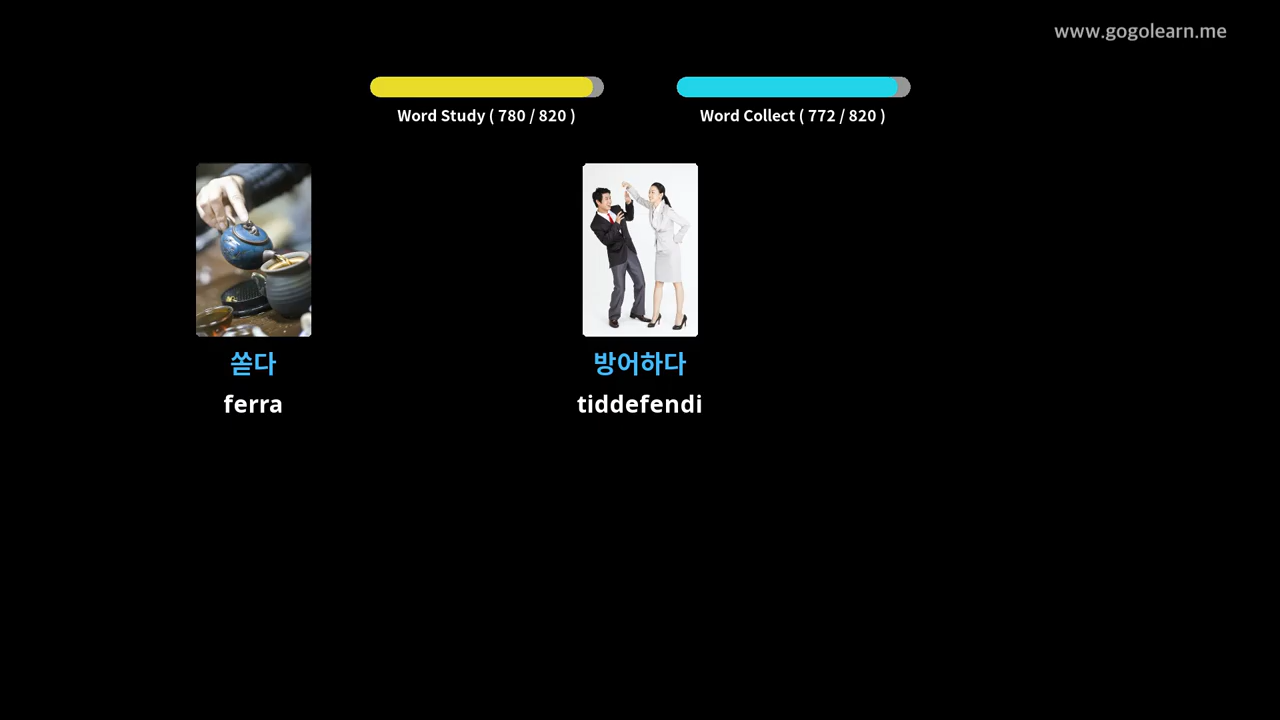 www.gogolearn.me
Word Study ( 780 / 820 )
Word Collect ( 772 / 820 )
쏟다
ferra
방어하다
tiddefendi